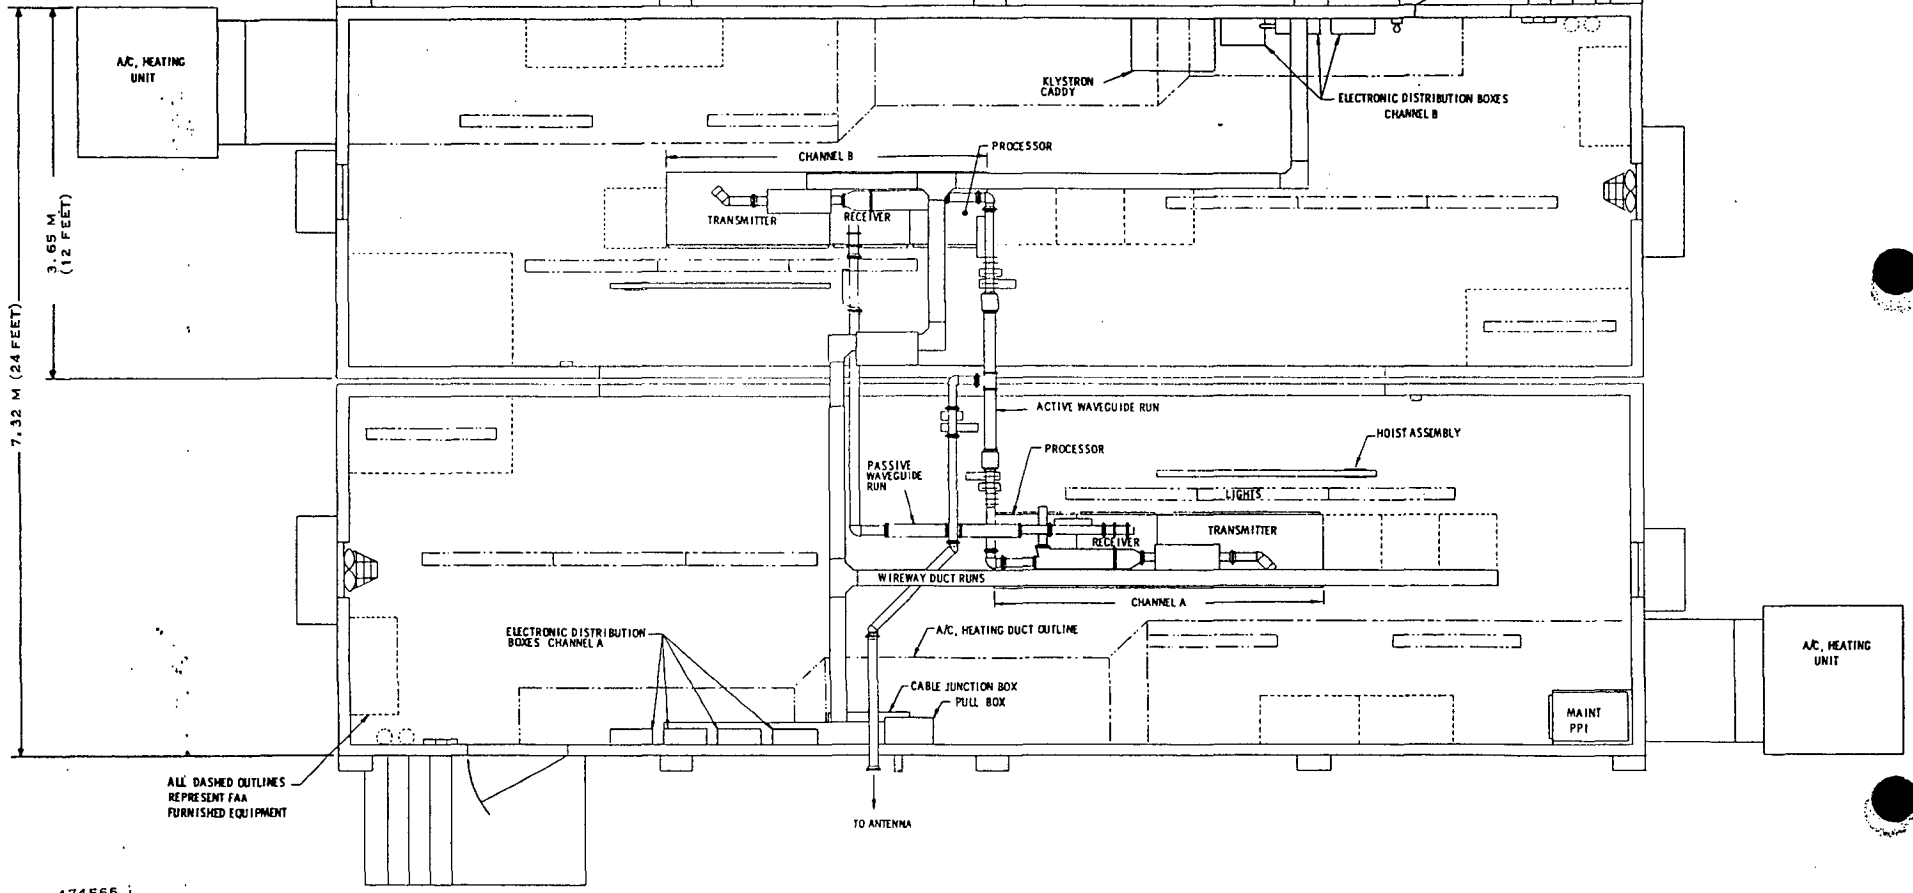 A/C, HEATING
UNIT
KLYSTRON
CADDY
ELECTRONIC DISTRIBUTION BOXES
CHANNEL B
CHANNEL B
PROCESSOR
TRANSMITTER
RECEIVER
3.65 M
(12 FEET)
7.32 M (24 FEET)
ACTIVE WAVEGUIDE RUN
HOIST ASSEMBLY
PROCESSOR
PASSIVE
WAVEGUIDE
RUN
LIGHTS
TRANSMITTER
RECEIVER
WIREWAY DUCT RUNS
CHANNEL A
ELECTRONIC DISTRIBUTION
BOXES CHANNEL A
A/C, HEATING DUCT OUTLINE
A/C, HEATING
UNIT
CABLE JUNCTION BOX
PULL BOX
MAINT
PPI
ALL DASHED OUTLINES
REPRESENT FAA
FURNISHED EQUIPMENT
TO ANTENNA